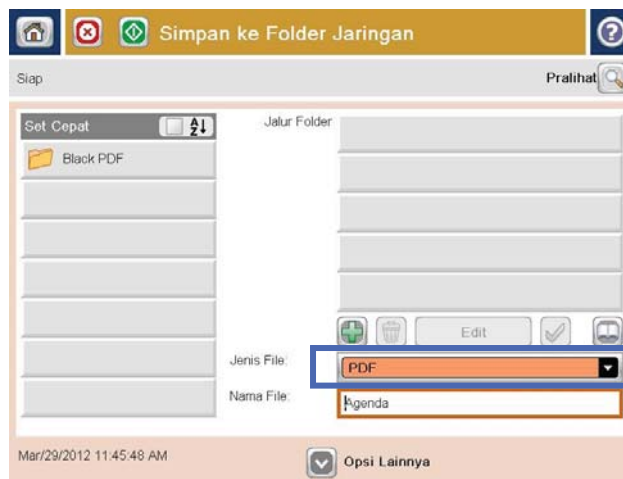 Simpan ke Folder Jaringan
Siap
Pralihat
Set Cepat
Jalur Folder
Black PDF
Edit
Jenis File:
PDF
Nama File:
Agenda
Mar/29/2012 11:45:48 AM
Opsi Lainnya